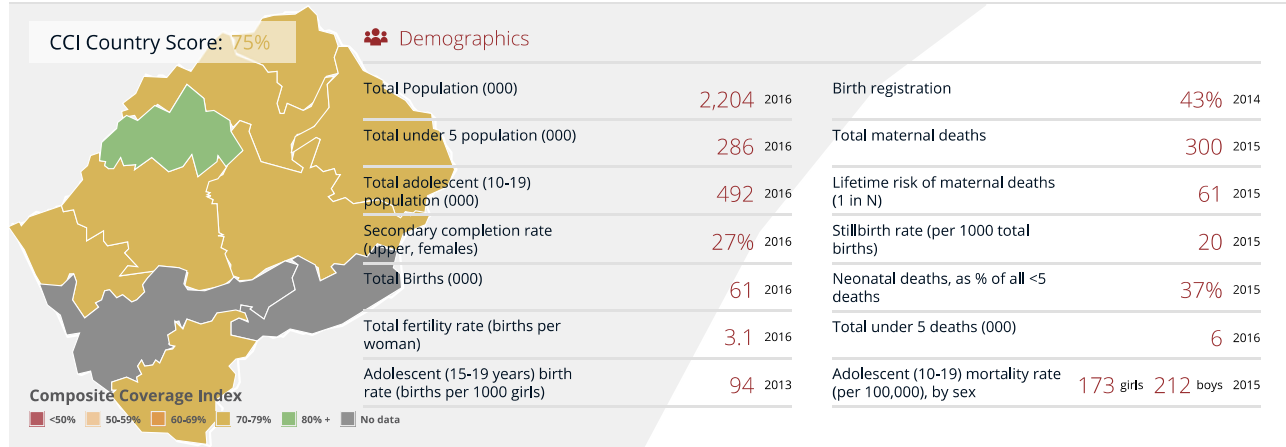 CCI Country Score: 75%
Demographics
Total Population (000) 2,204 2016
Total under 5 population (000) 286 2016
Total adolescent (10-19)
population (000) 492 2016
Secondary completion rate
(upper, females) 27% 2016
Total Births (000) 61 2016
Total fertility rate (births per
woman) 3.1 2016
Adolescent (15-19 years) birth
rate (births per 1000 girls) 94 2013
Birth registration 43% 2014
Total maternal deaths 300 2015
Lifetime risk of maternal deaths
(1 in N) 61 2015
Stillbirth rate (per 1000 total
births) 20 2015
Neonatal deaths, as % of all <5
deaths 37% 2015
Total under 5 deaths (000) 6 2016
Adolescent (10-19) mortality rate
(per 100,000), by sex 173 girls 212 boys 2015
Composite Coverage Index
<50% 50-59% 60-69% 70-79% 80% + No data